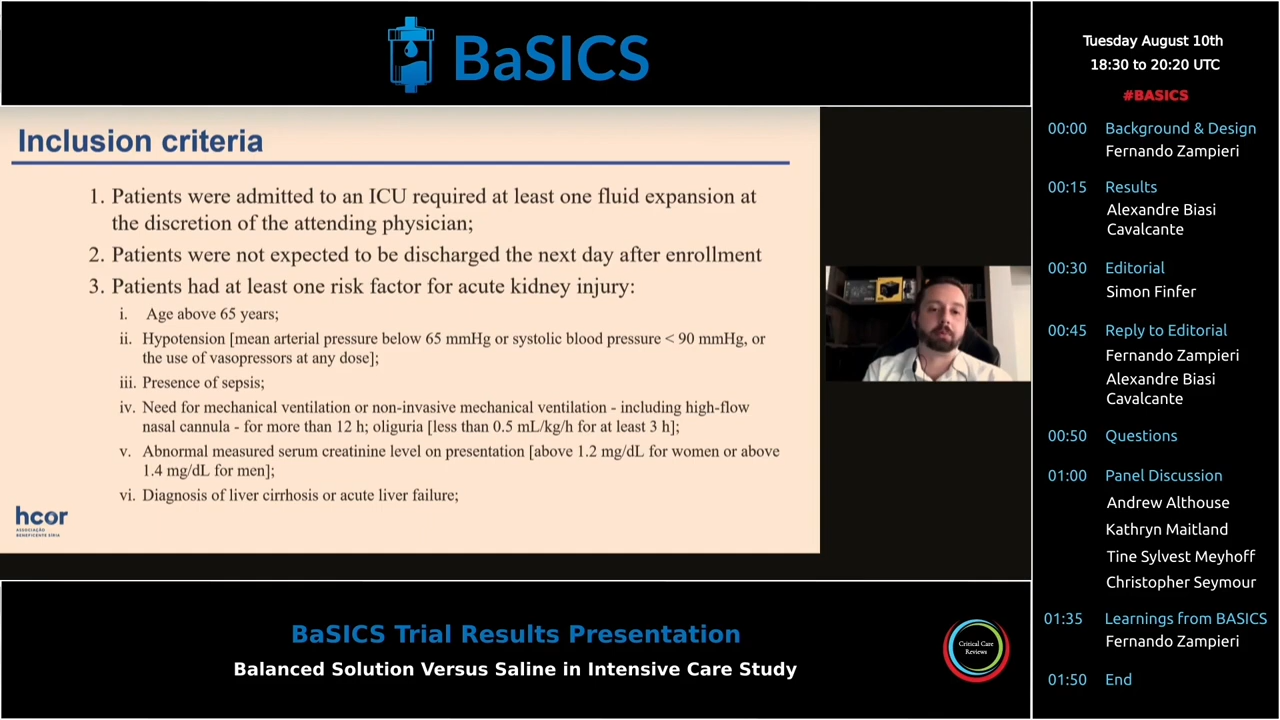 BaSICS
Inclusion criteria
1. Patients were admitted to an ICU required at least one fluid expansion at
the discretion of the attending physician;
2. Patients were not expected to be discharged the next day after enrollment
3. Patients had at least one risk factor for acute kidney injury:
i. Age above 65 years;
ii. Hypotension [mean arterial pressure below 65 mmHg or systolic blood pressure < 90 mmHg, or
the use of vasopressors at any dose];
iii. Presence of sepsis;
iv. Need for mechanical ventilation or non-invasive mechanical ventilation - including high-flow
nasal cannula - for more than 12 h; oliguria [less than 0.5 mL/kg/h for at least 3 h];
v. Abnormal measured serum creatinine level on presentation [above 1.2 mg/dL for women or above
1.4 mg/dL for men];
vi. Diagnosis of liver cirrhosis or acute liver failure;
hcor
ASSOCIAÇÃO
BENEFICENTE SÍRIA
BaSICS Trial Results Presentation
Balanced Solution Versus Saline in Intensive Care Study
Critical Care
Reviews
Tuesday August 10th
18:30 to 20:20 UTC
#BASICS
00:00 Background & Design
Fernando Zampieri
00:15 Results
Alexandre Biasi
Cavalcante
00:30 Editorial
Simon Finfer
00:45 Reply to Editorial
Fernando Zampieri
Alexandre Biasi
Cavalcante
00:50 Questions
01:00 Panel Discussion
Andrew Althouse
Kathryn Maitland
Tine Sylvest Meyhoff
Christopher Seymour
01:35 Learnings from BASICS
Fernando Zampieri
01:50 End